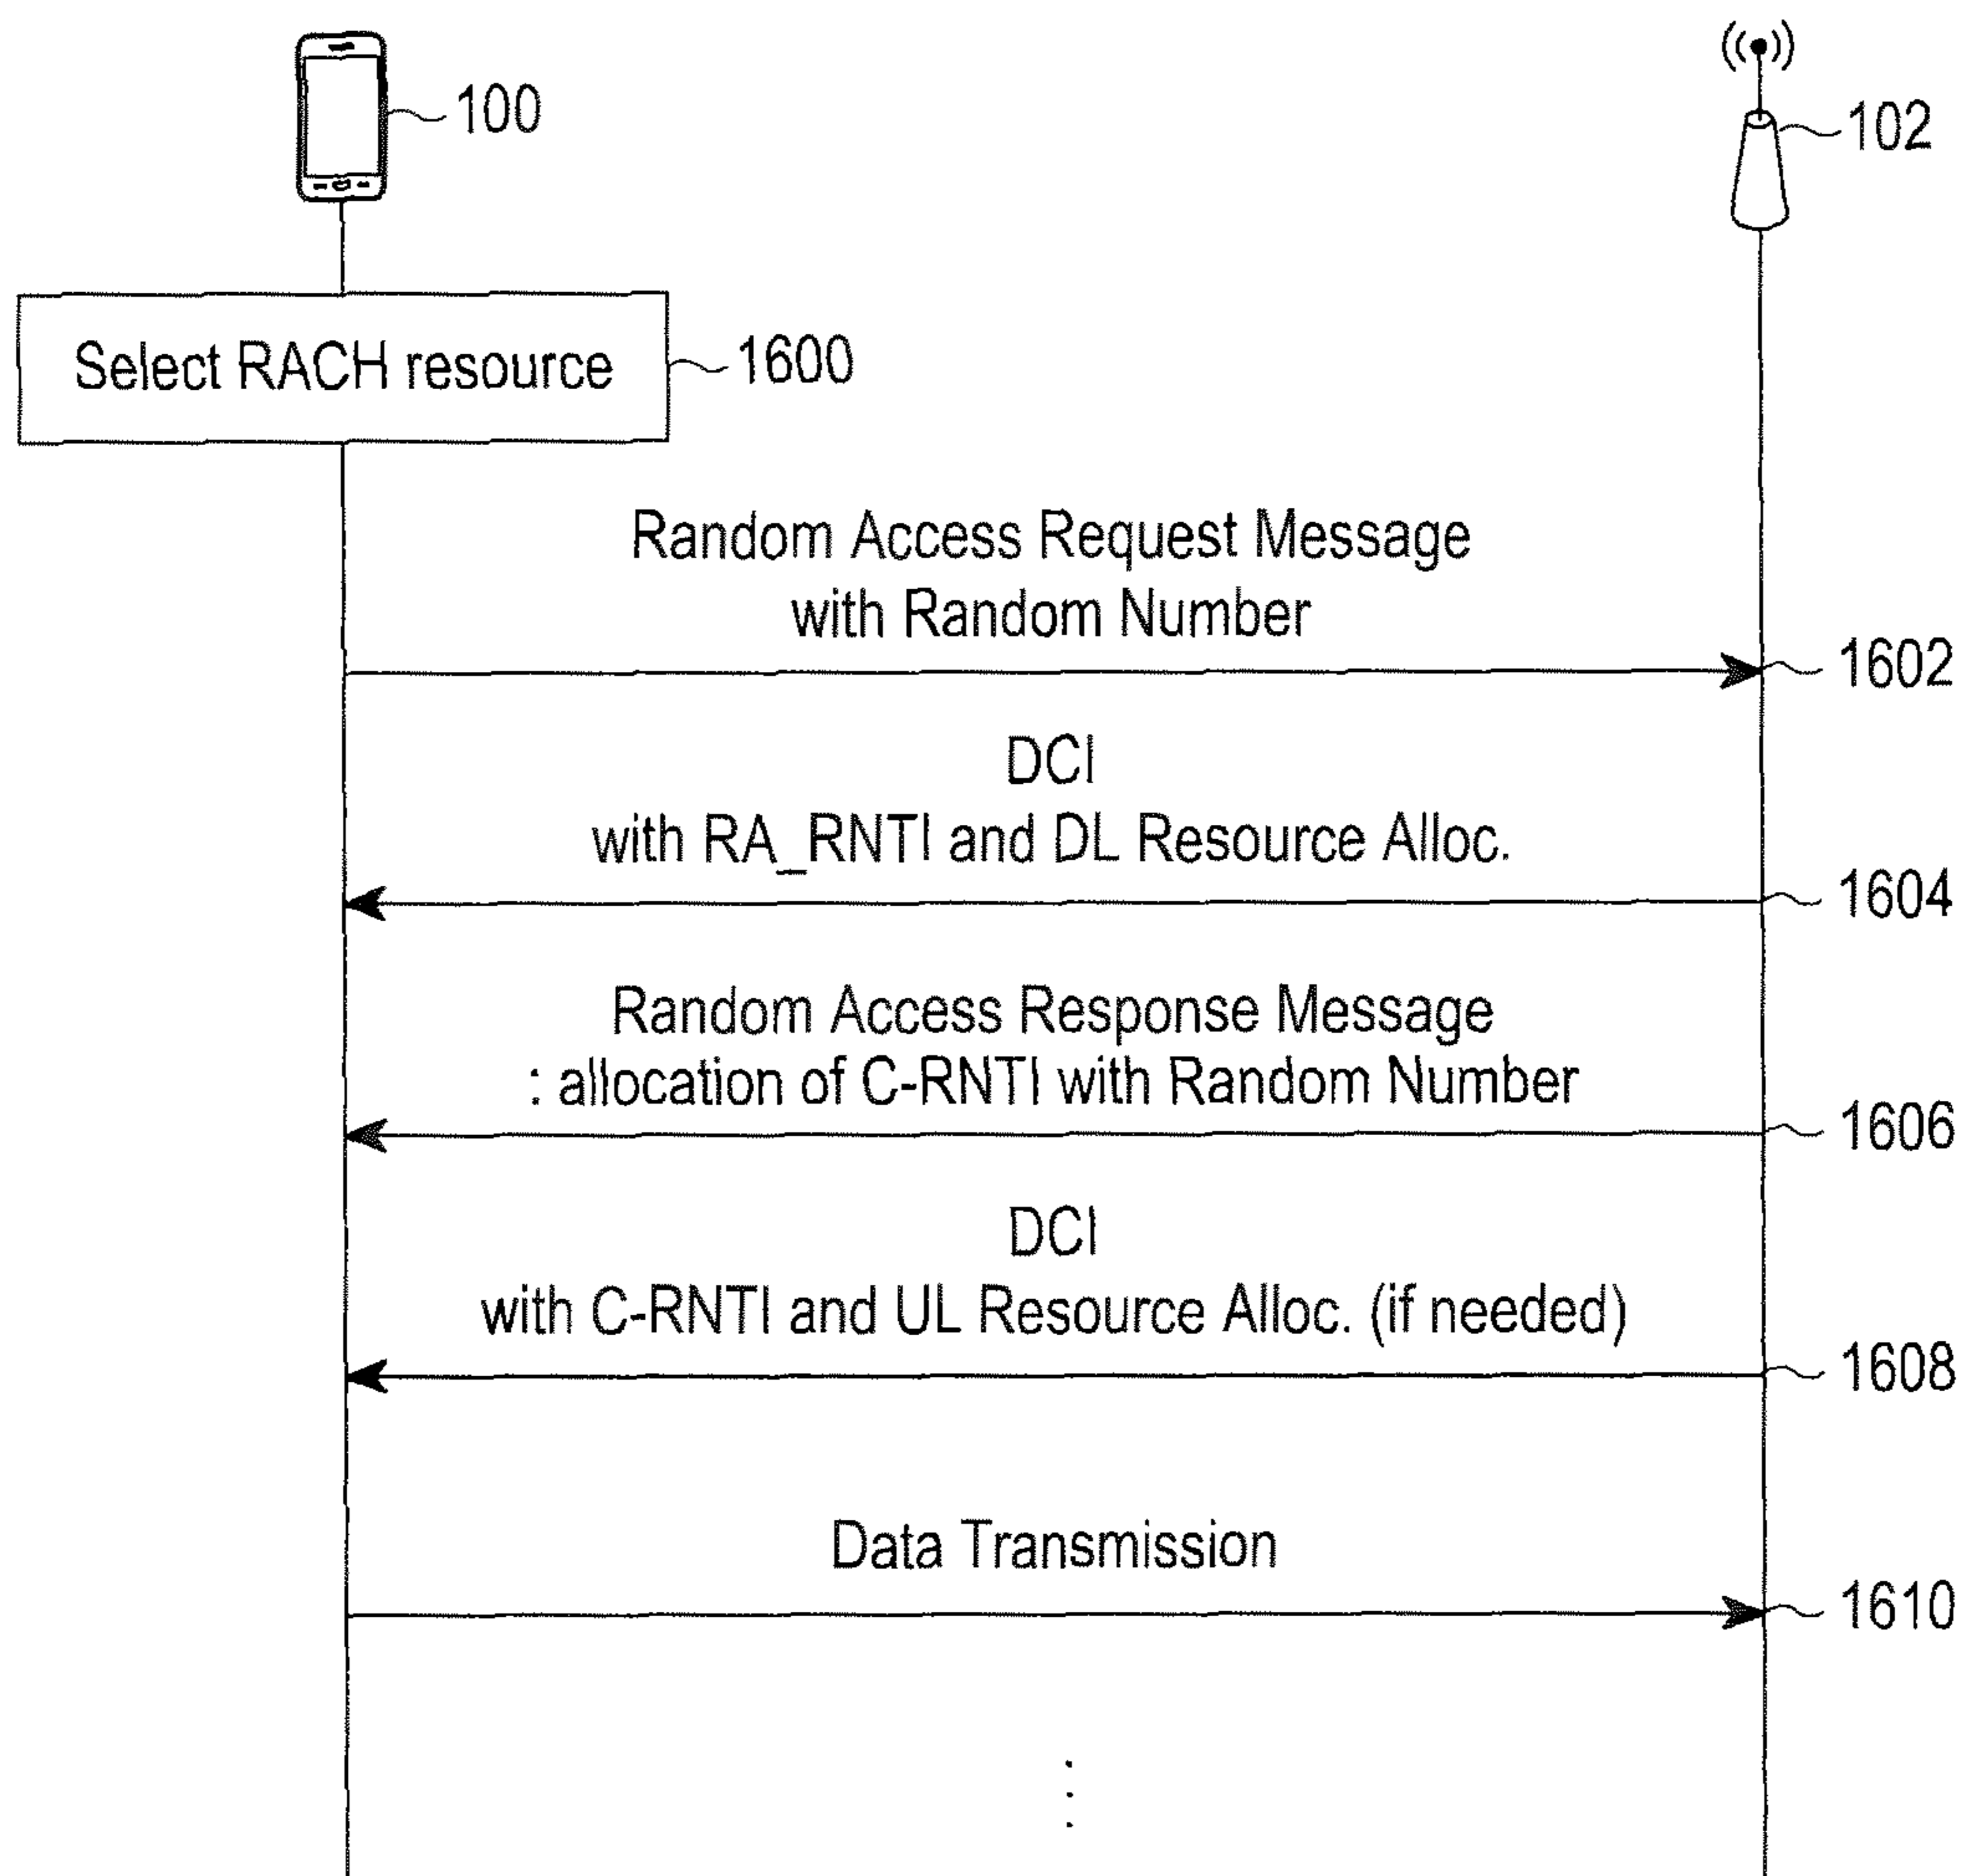 100
102
Select RACH resource
1600
Random Access Request Message
with Random Number
1602
DCI
with RA_RNTI and DL Resource Alloc.
1604
Random Access Response Message
: allocation of C-RNTI with Random Number
1606
DCI
with C-RNTI and UL Resource Alloc. (if needed)
1608
Data Transmission
1610